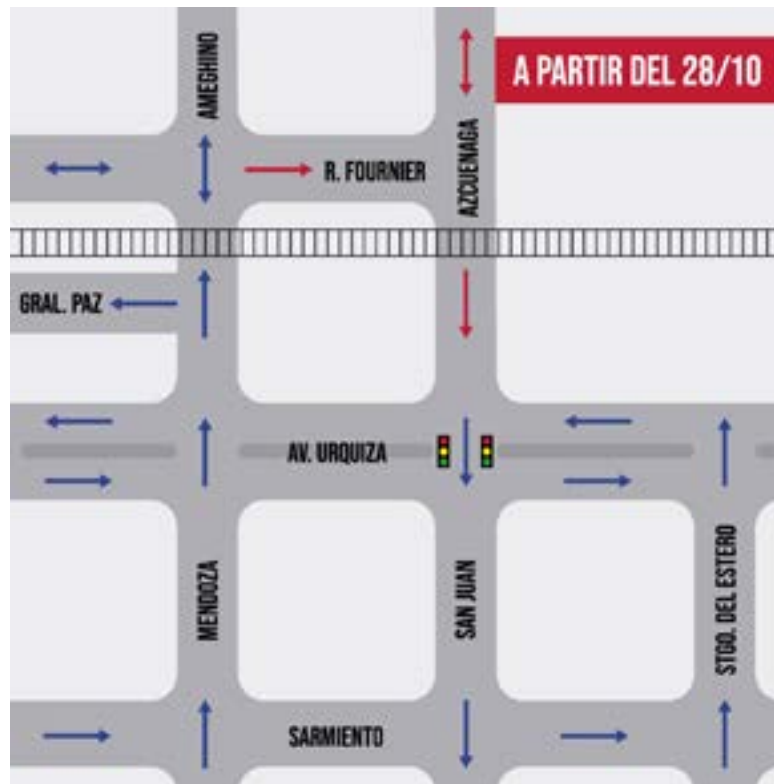 AMEGHINO
A PARTIR DEL 28/10
R. FOURNIER
AZCUENAGA
GRAL. PAZ
AV. URQUIZA
MENDOZA
SAN JUAN
STGO. DEL ESTERO
SARMIENTO